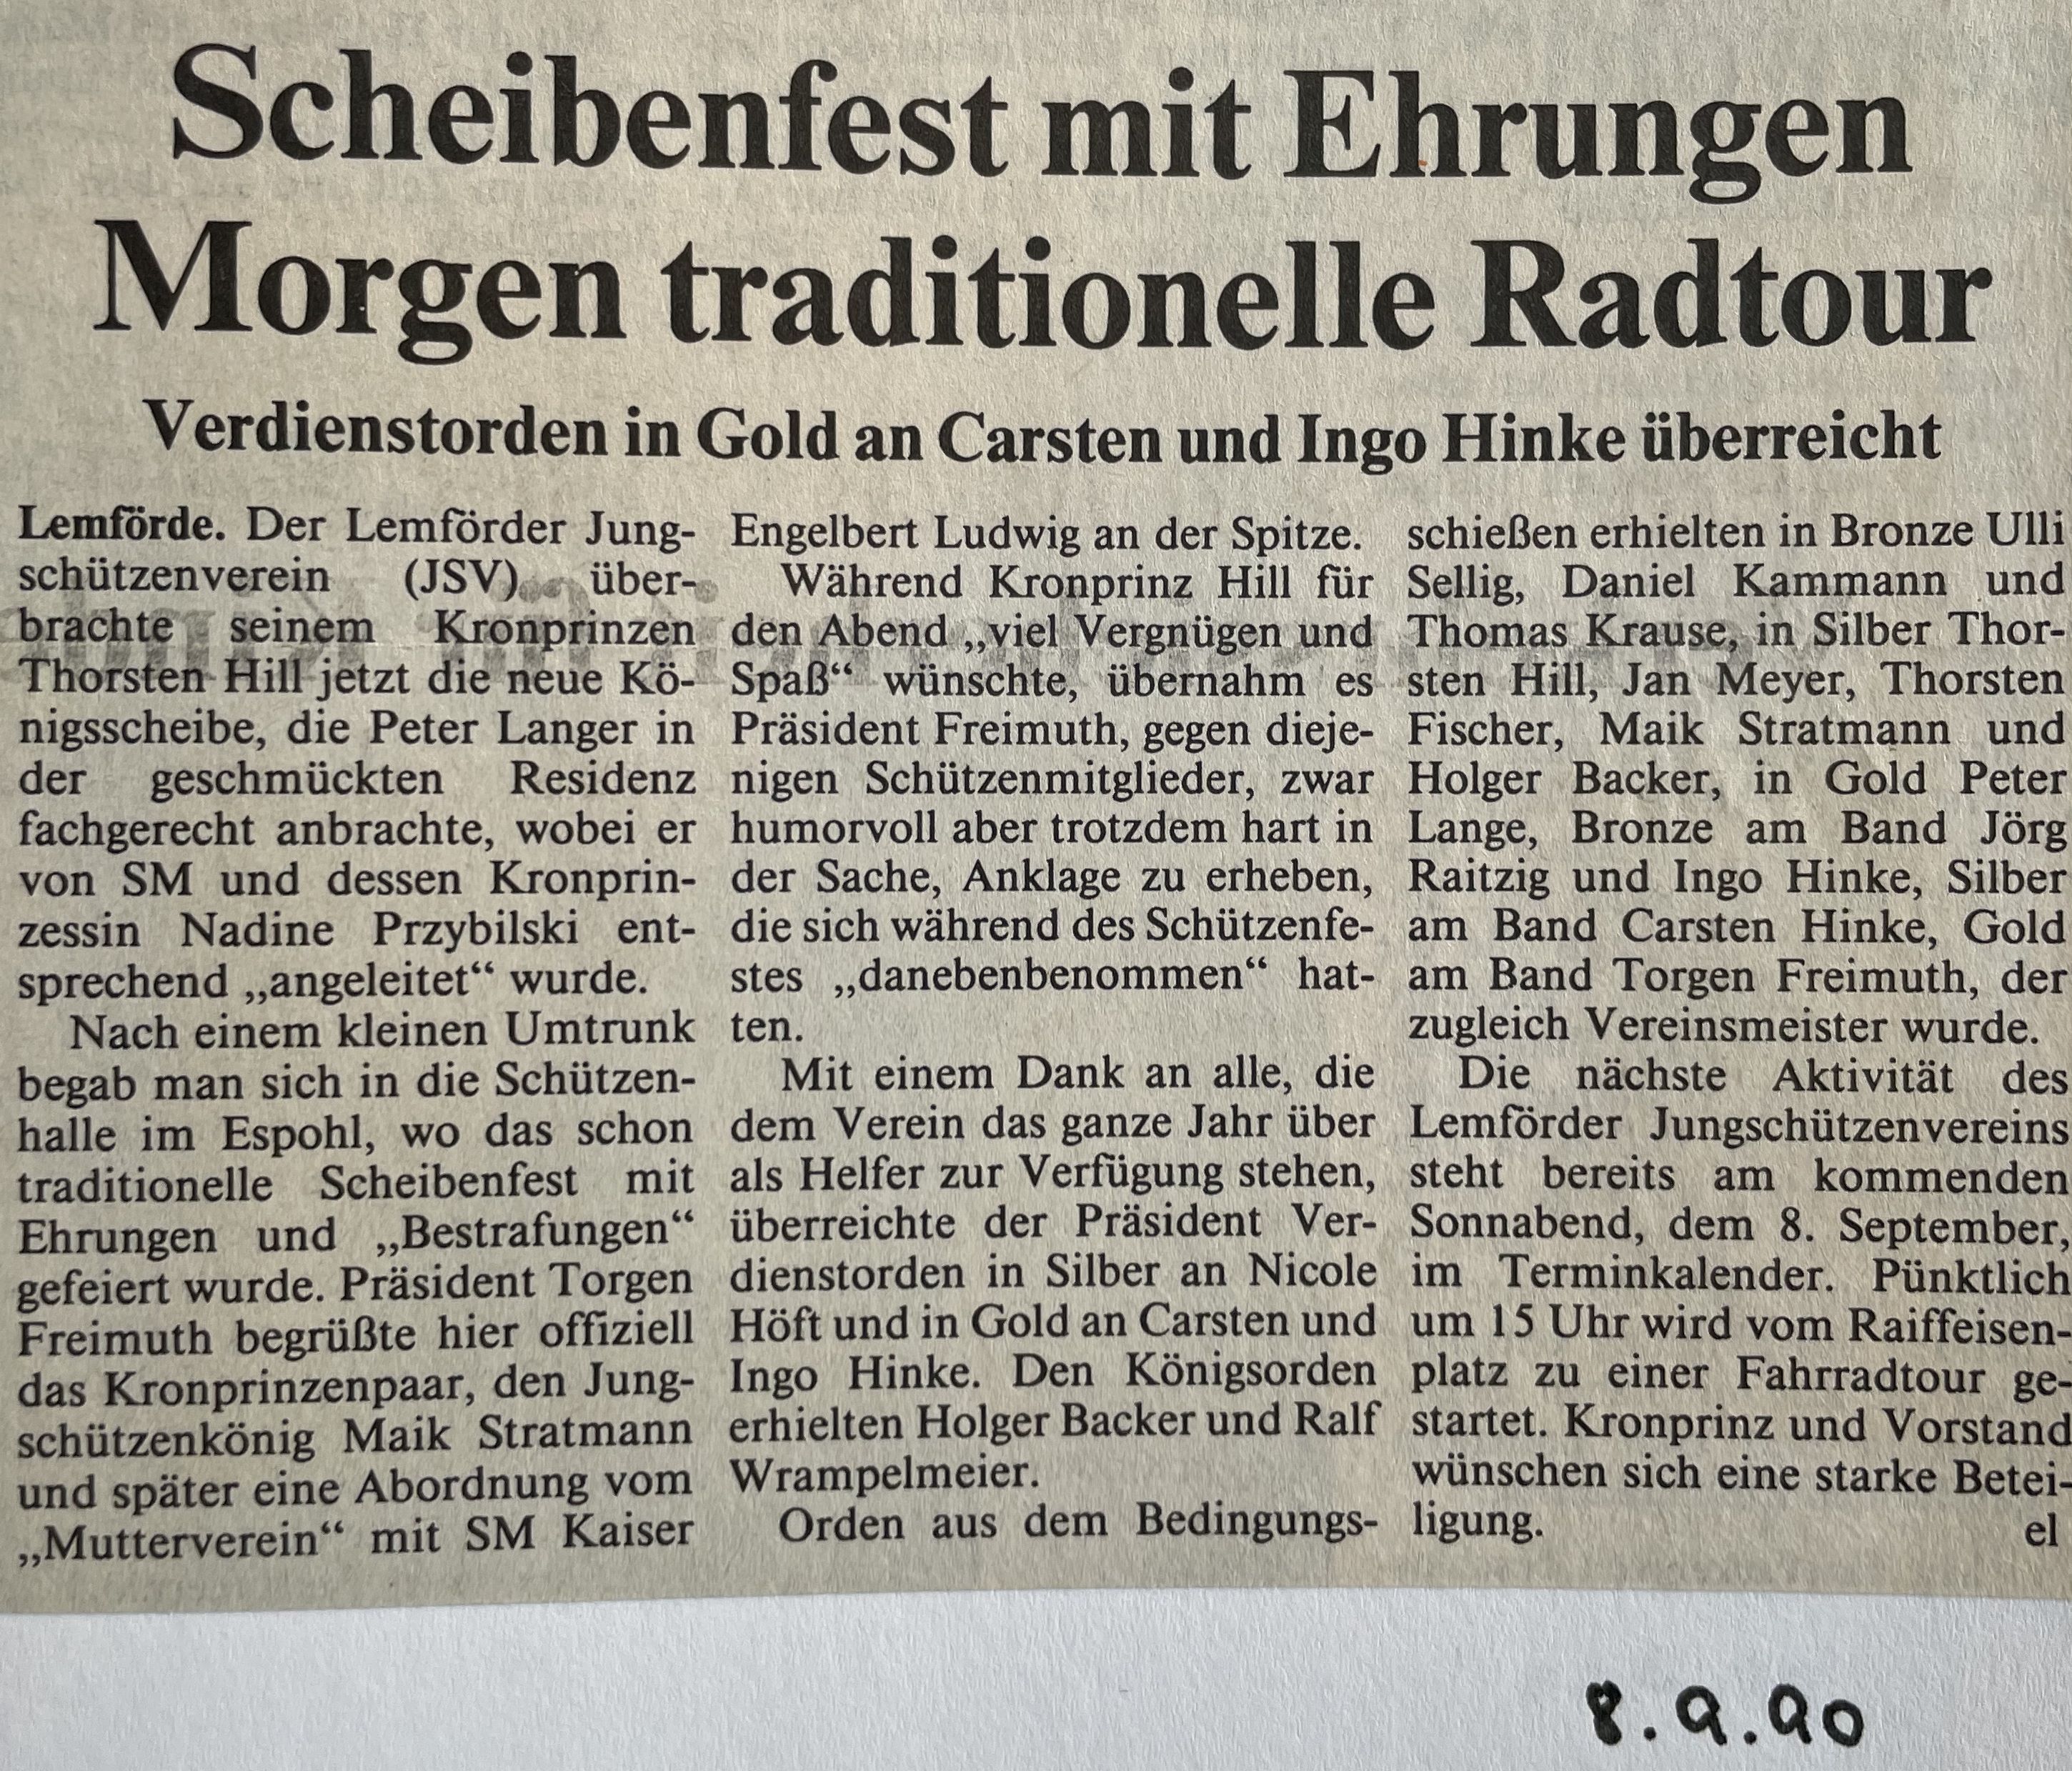 Scheibenfest mit Ehrungen
Morgen traditionelle Radtour
Verdienstorden in Gold an Carsten und Ingo Hinke überreicht
Lemförde. Der Lemförder Jung-
schützenverein (JSV) über-
brachte seinem Kronprinzen
Thorsten Hill jetzt die neue Kö-
nigsscheibe, die Peter Langer in
der geschmückten Residenz
fachgerecht anbrachte, wobei er
von SM und dessen Kronprin-
zessin Nadine Przybilski ent-
sprechend „angeleitet“ wurde.
Nach einem kleinen Umtrunk
begab man sich in die Schützen-
halle im Espohl, wo das schon
traditionelle Scheibenfest mit
Ehrungen und „Bestrafungen“
gefeiert wurde. Präsident Torgen
Freimuth begrüßte hier offiziell
das Kronprinzenpaar, den Jung-
schützenkönig Maik Stratmann
und später eine Abordnung vom
„Mutterverein“ mit SM Kaiser
Engelbert Ludwig an der Spitze.
Während Kronprinz Hill für
den Abend „viel Vergnügen und
Spaß“ wünschte, übernahm es
Präsident Freimuth, gegen dieje-
nigen Schützenmitglieder, zwar
humorvoll aber trotzdem hart in
der Sache, Anklage zu erheben,
die sich während des Schützenfe-
stes „danebenbenommen“ hat-
ten.
Mit einem Dank an alle, die
dem Verein das ganze Jahr über
als Helfer zur Verfügung stehen,
überreichte der Präsident Ver-
dienstorden in Silber an Nicole
Höft und in Gold an Carsten und
Ingo Hinke. Den Königsorden
erhielten Holger Backer und Ralf
Wrampelmeier.
Orden aus dem Bedingungs-
schießen erhielten in Bronze Ulli
Sellig, Daniel Kammann und
Thomas Krause, in Silber Thor-
sten Hill, Jan Meyer, Thorsten
Fischer, Maik Stratmann und
Holger Backer, in Gold Peter
Lange, Bronze am Band Jörg
Raitzig und Ingo Hinke, Silber
am Band Carsten Hinke, Gold
am Band Torgen Freimuth, der
zugleich Vereinsmeister wurde.
Die nächste Aktivität des
Lemförder Jungschützenvereins
steht bereits am kommenden
Sonnabend, dem 8. September,
im Terminkalender. Pünktlich
um 15 Uhr wird vom Raiffeisen-
platz zu einer Fahrradtour ge-
startet. Kronprinz und Vorstand
wünschen sich eine starke Betei-
ligung. el
8.9.90